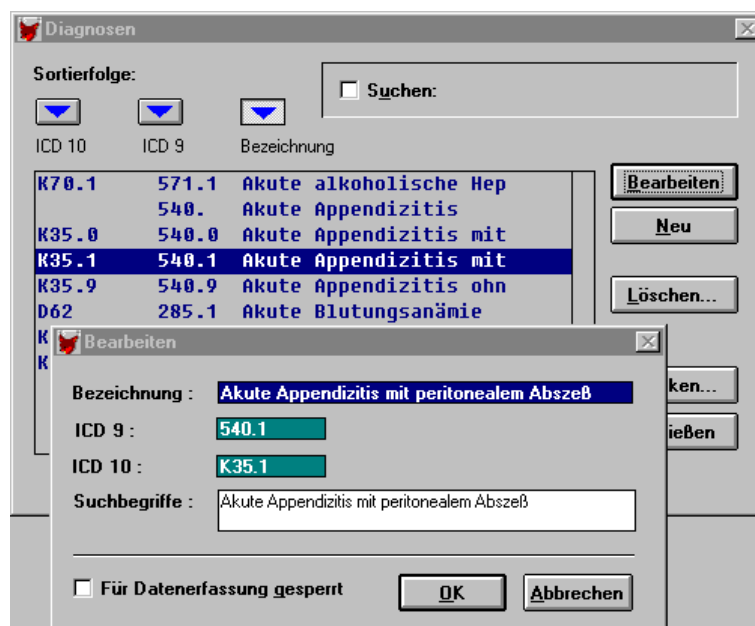 Diagnosen
Sortierfolge:
Suchen:
ICD 10 ICD 9 Bezeichnung
K70.1 571.1 Akute alkoholische Hep
540. Akute Appendizitis
K35.0 540.0 Akute Appendizitis mit
K35.1 540.1 Akute Appendizitis mit
K35.9 540.9 Akute Appendizitis ohn
D62 285.1 Akute Blutungsanämie
K
K
Bearbeiten
Neu
Löschen...
ken...
ießen
Bearbeiten
Bezeichnung : Akute Appendizitis mit peritonealem Abszeß
ICD 9 : 540.1
ICD 10 : K35.1
Suchbegriffe : Akute Appendizitis mit peritonealem Abszeß
Für Datenerfassung gesperrt
OK
Abbrechen